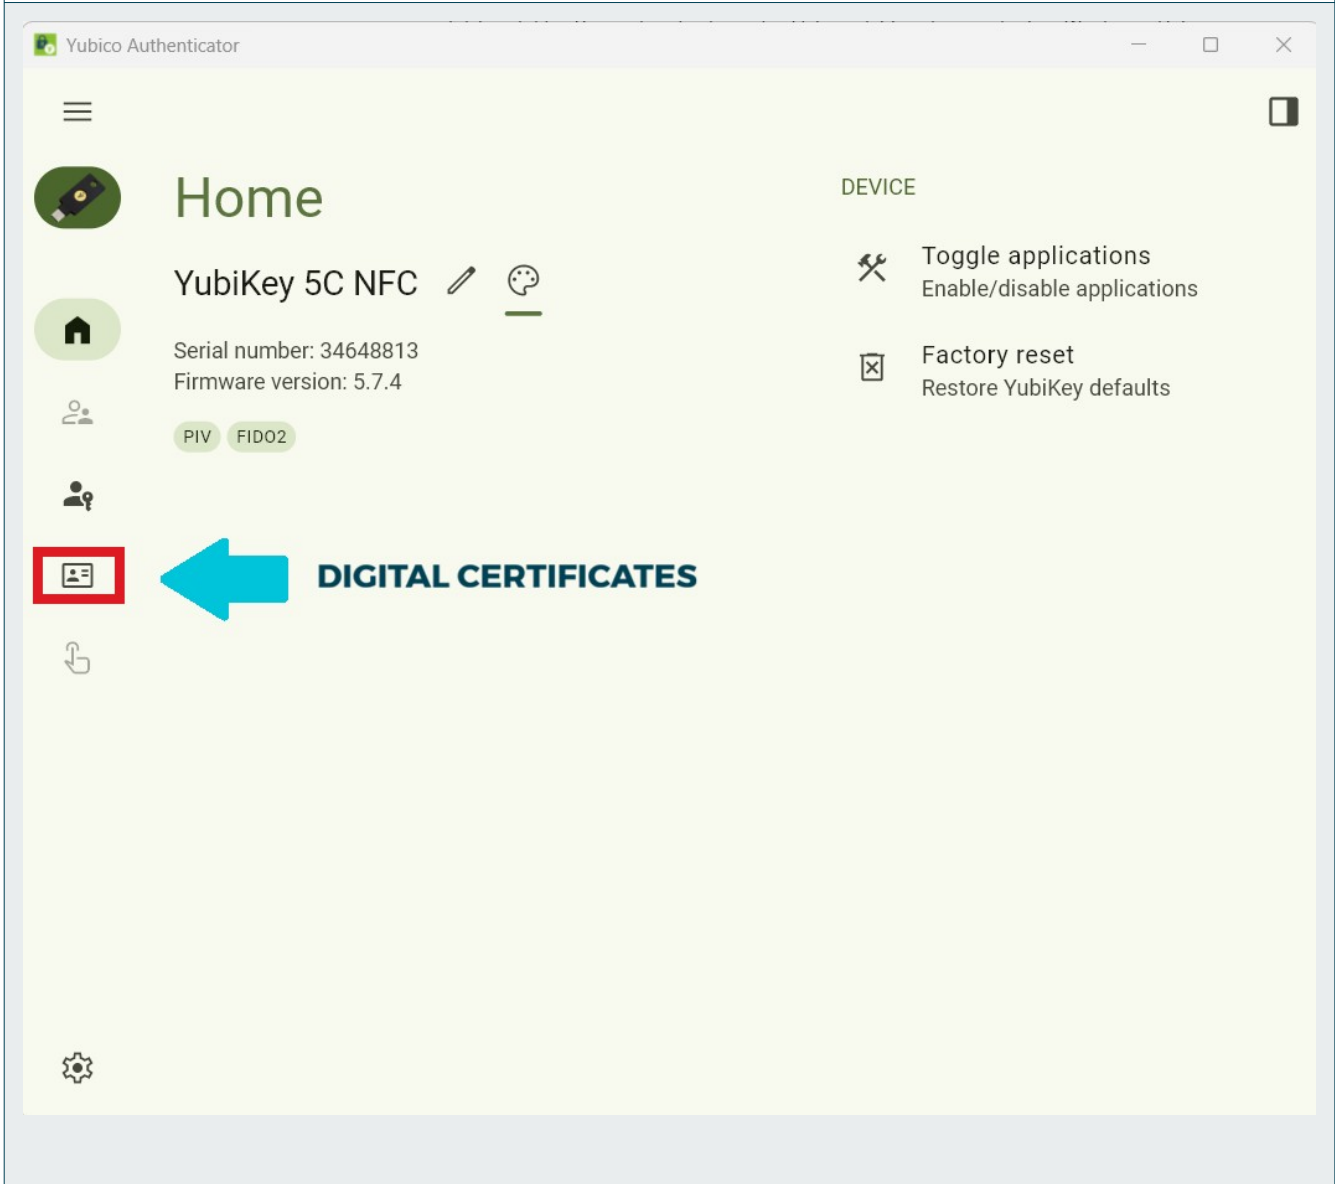 Yubico Authenticator
Home
YubiKey 5C NFC
Serial number: 34648813
Firmware version: 5.7.4
PIV FIDO2
DEVICE
Toggle applications
Enable/disable applications
Factory reset
Restore YubiKey defaults
DIGITAL CERTIFICATES